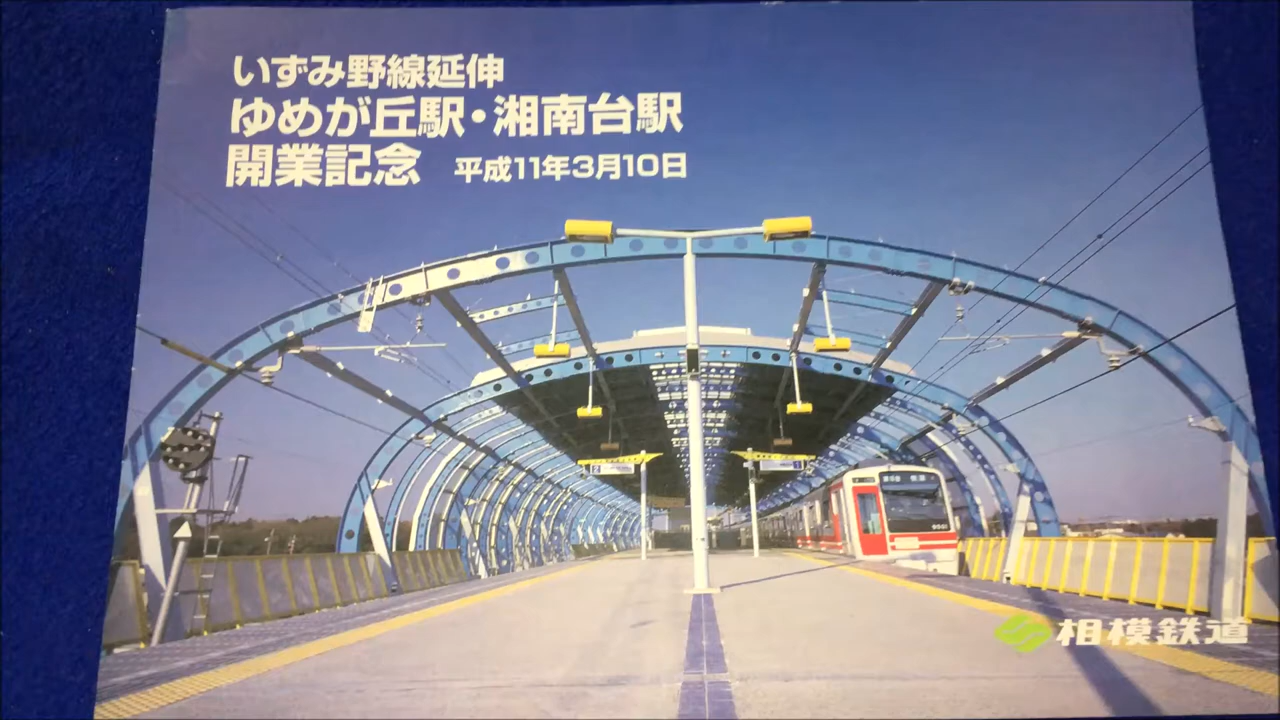 いずみ野線延伸
ゆめが丘駅・湘南台駅
開業記念 平成11年3月10日
相模鉄道